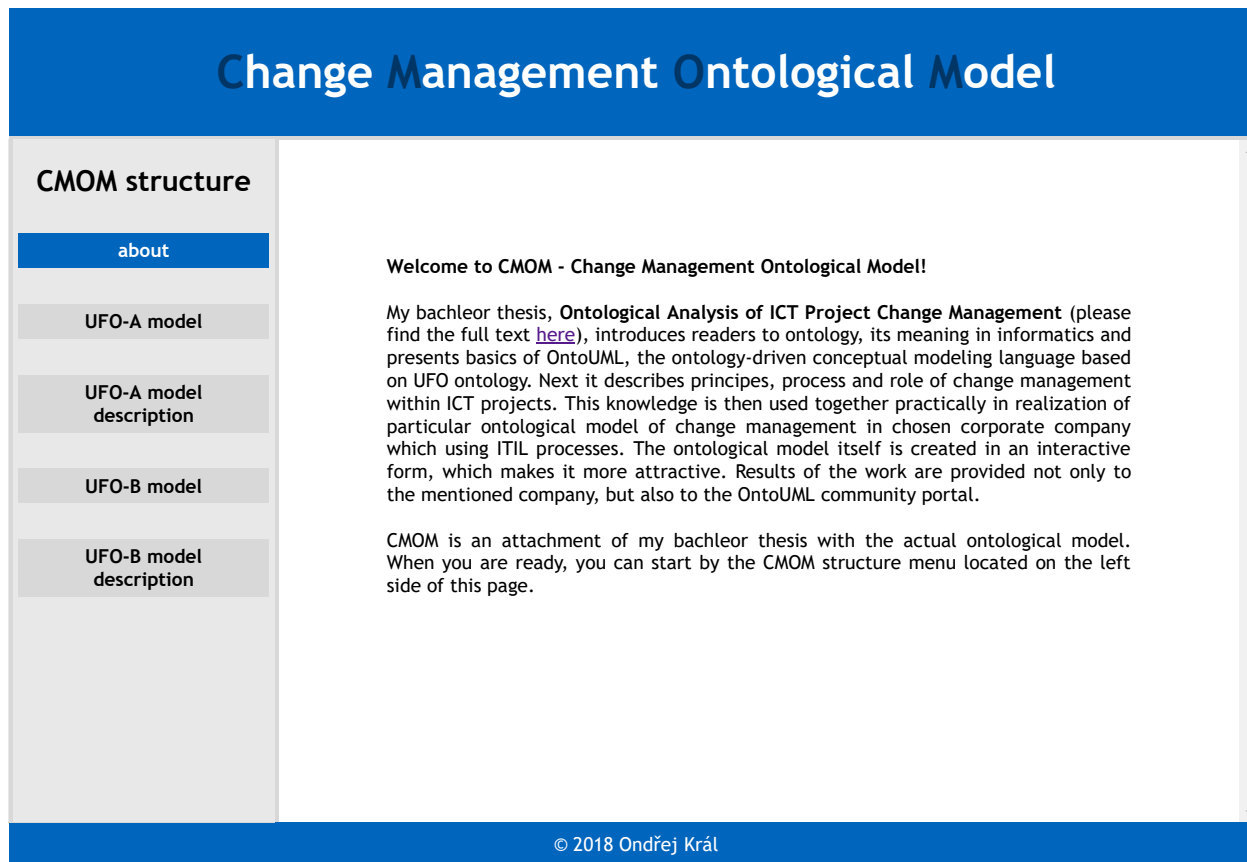 Change Management Ontological Model
CMOM structure
about
UFO-A model
UFO-A model
description
UFO-B model
UFO-B model
description
Welcome to CMOM - Change Management Ontological Model!
My bachleor thesis, Ontological Analysis of ICT Project Change Management (please
find the full text here), introduces readers to ontology, its meaning in informatics and
presents basics of OntoUML, the ontology-driven conceptual modeling language based
on UFO ontology. Next it describes principes, process and role of change management
within ICT projects. This knowledge is then used together practically in realization of
particular ontological model of change management in chosen corporate company
which using ITIL processes. The ontological model itself is created in an interactive
form, which makes it more attractive. Results of the work are provided not only to
the mentioned company, but also to the OntoUML community portal.
CMOM is an attachment of my bachleor thesis with the actual ontological model.
When you are ready, you can start by the CMOM structure menu located on the left
side of this page.
© 2018 Ondřej Král